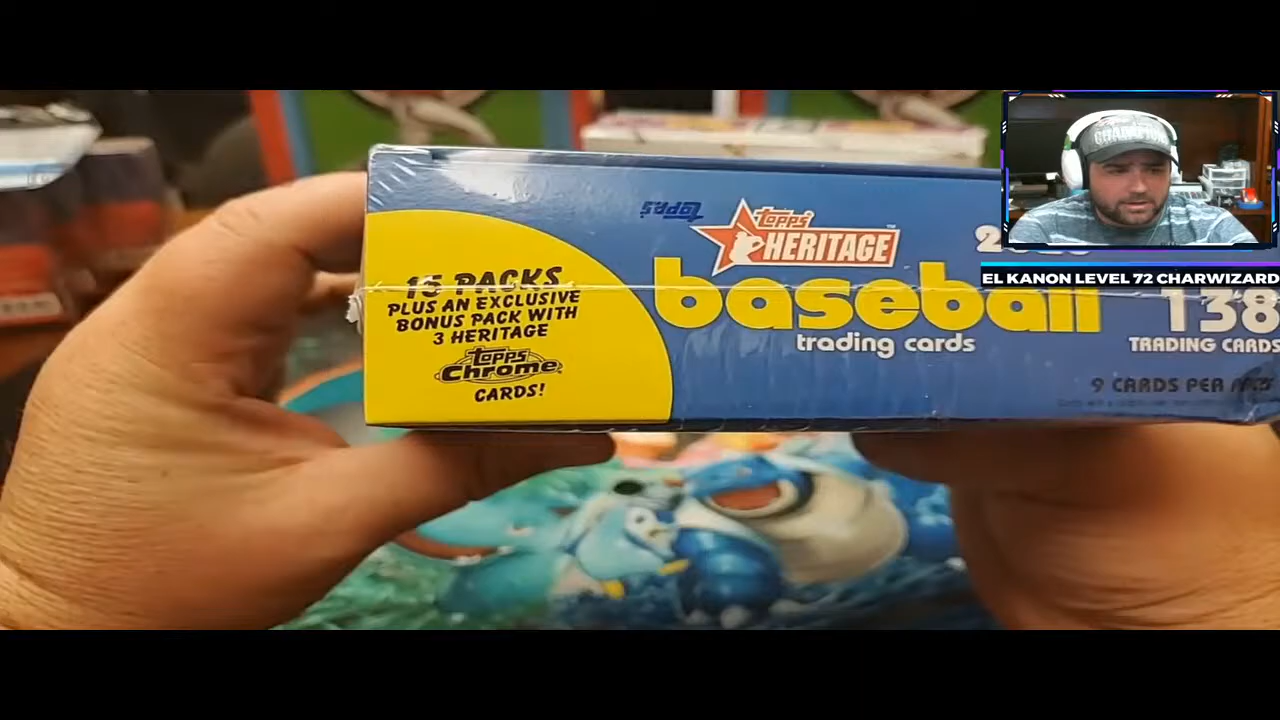 15 PACKS
PLUS AN EXCLUSIVE
BONUS PACK WITH
3 HERITAGE
topps
Chrome
CARDS!
TOPPS
topps
HERITAGE
baseball
trading cards
138
TRADING CARDS
9 CARDS PER
EL KANON LEVEL 72 CHARWIZARD